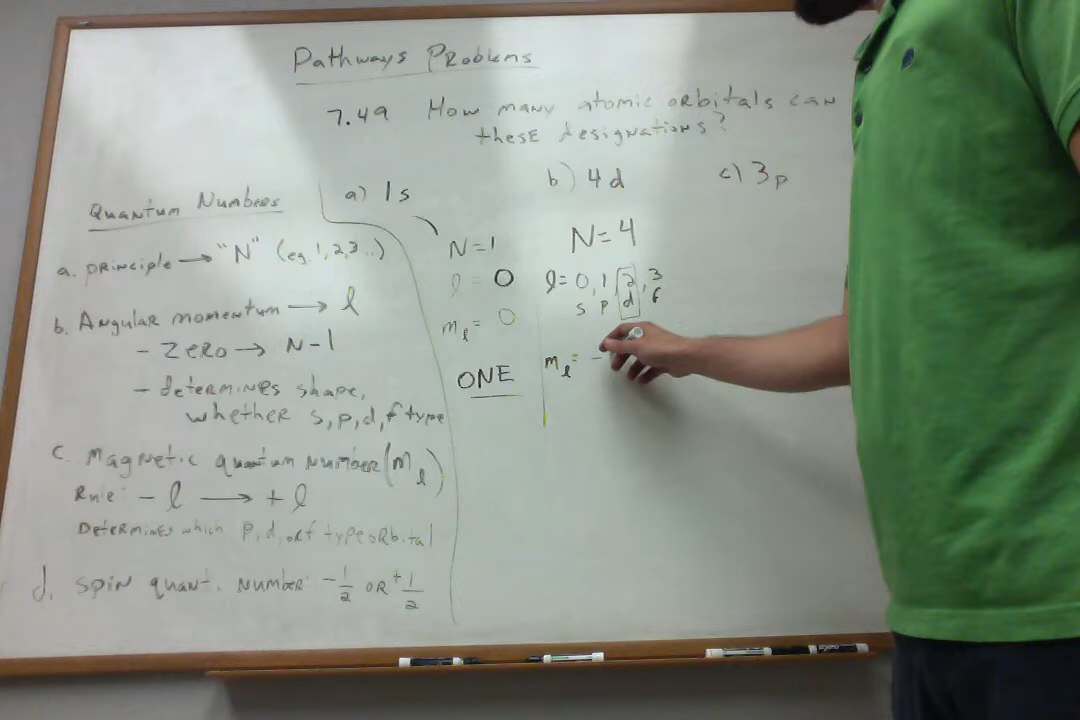 Pathways Problems
7.49 How many atomic orbitals can
these designations?
a) 1s
b) 4d
c) 3p
Quantum Numbers
a. principle → "N" (eg. 1,2,3..)
b. Angular momentum → l
- Zero → N-1
- determines shape,
whether s, p, d, f type
c. Magnetic quantum number (m l)
Rule: - l → + l
Determines which p, d, or f type orbital
d. spin quant. number -1/2 OR +1/2
N=1
l = 0
m l = 0
ONE
N=4
l= 0, 1, 2, 3
s p d f
m l = -